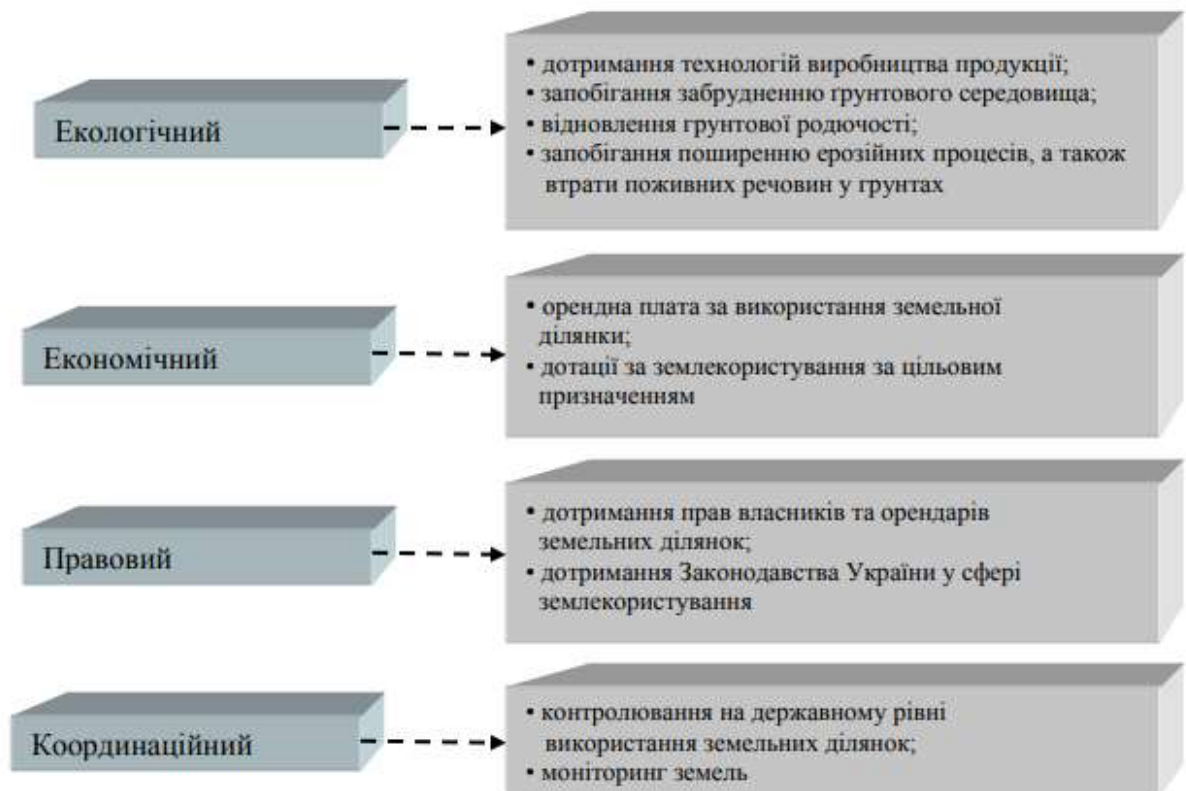 Екологічний
• дотримання технологій виробництва продукції;
• запобігання забрудненню ґрунтового середовища;
• відновлення грунтової родючості;
• запобігання поширенню ерозійних процесів, а також
втрати поживних речовин у грунтах
Економічний
• орендна плата за використання земельної
ділянки;
• дотації за землекористування за цільовим
призначенням
Правовий
• дотримання прав власників та орендарів
земельних ділянок;
• дотримання Законодавства України у сфері
землекористування
Координаційний
• контролювання на державному рівні
використання земельних ділянок;
• моніторинг земель